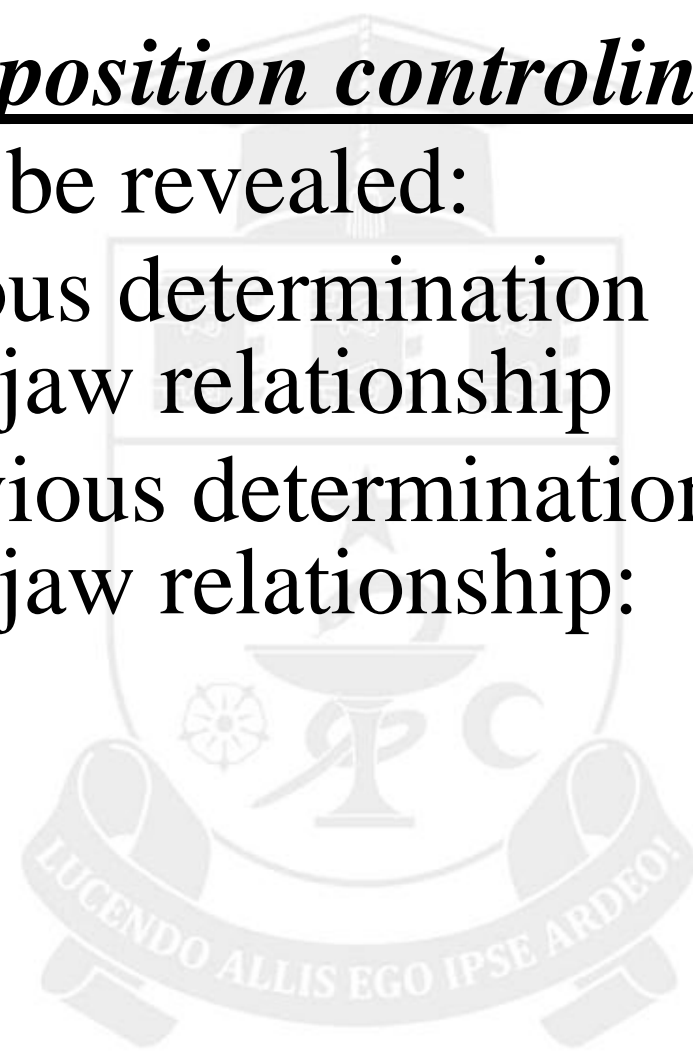 position controlin
be revealed:
ous determination
jaw relationship
vious determination
jaw relationship:
LUCENDO ALLIS EGO IPSE ARDEO!